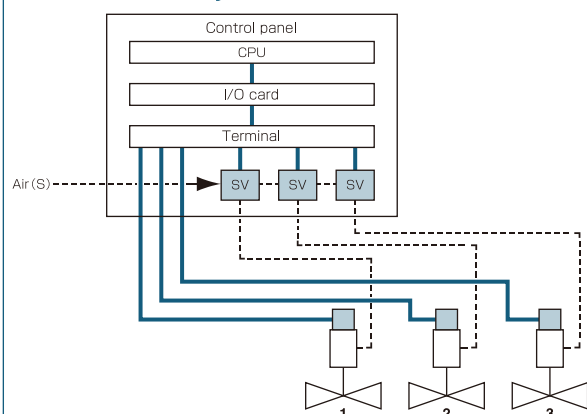 Control panel
CPU
I/O card
Terminal
Air(S)
SV SV SV
1 2 3